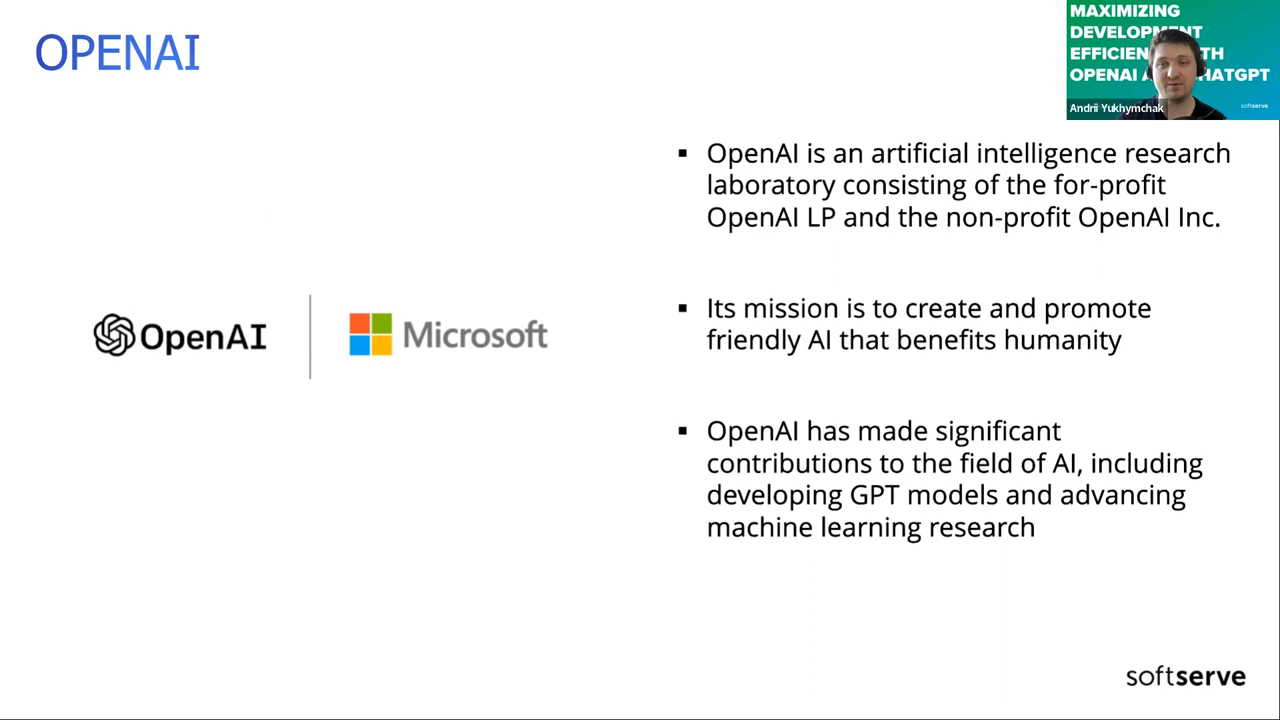 OPENAI
MAXIMIZING
DEVELOPMENT
EFFICIEN TH
OPENAI A HATGPT
Andrii Yukhymchak
softserve
▪ OpenAI is an artificial intelligence research
laboratory consisting of the for-profit
OpenAI LP and the non-profit OpenAI Inc.
OpenAI
Microsoft
▪ Its mission is to create and promote
friendly AI that benefits humanity
▪ OpenAI has made significant
contributions to the field of AI, including
developing GPT models and advancing
machine learning research
softserve